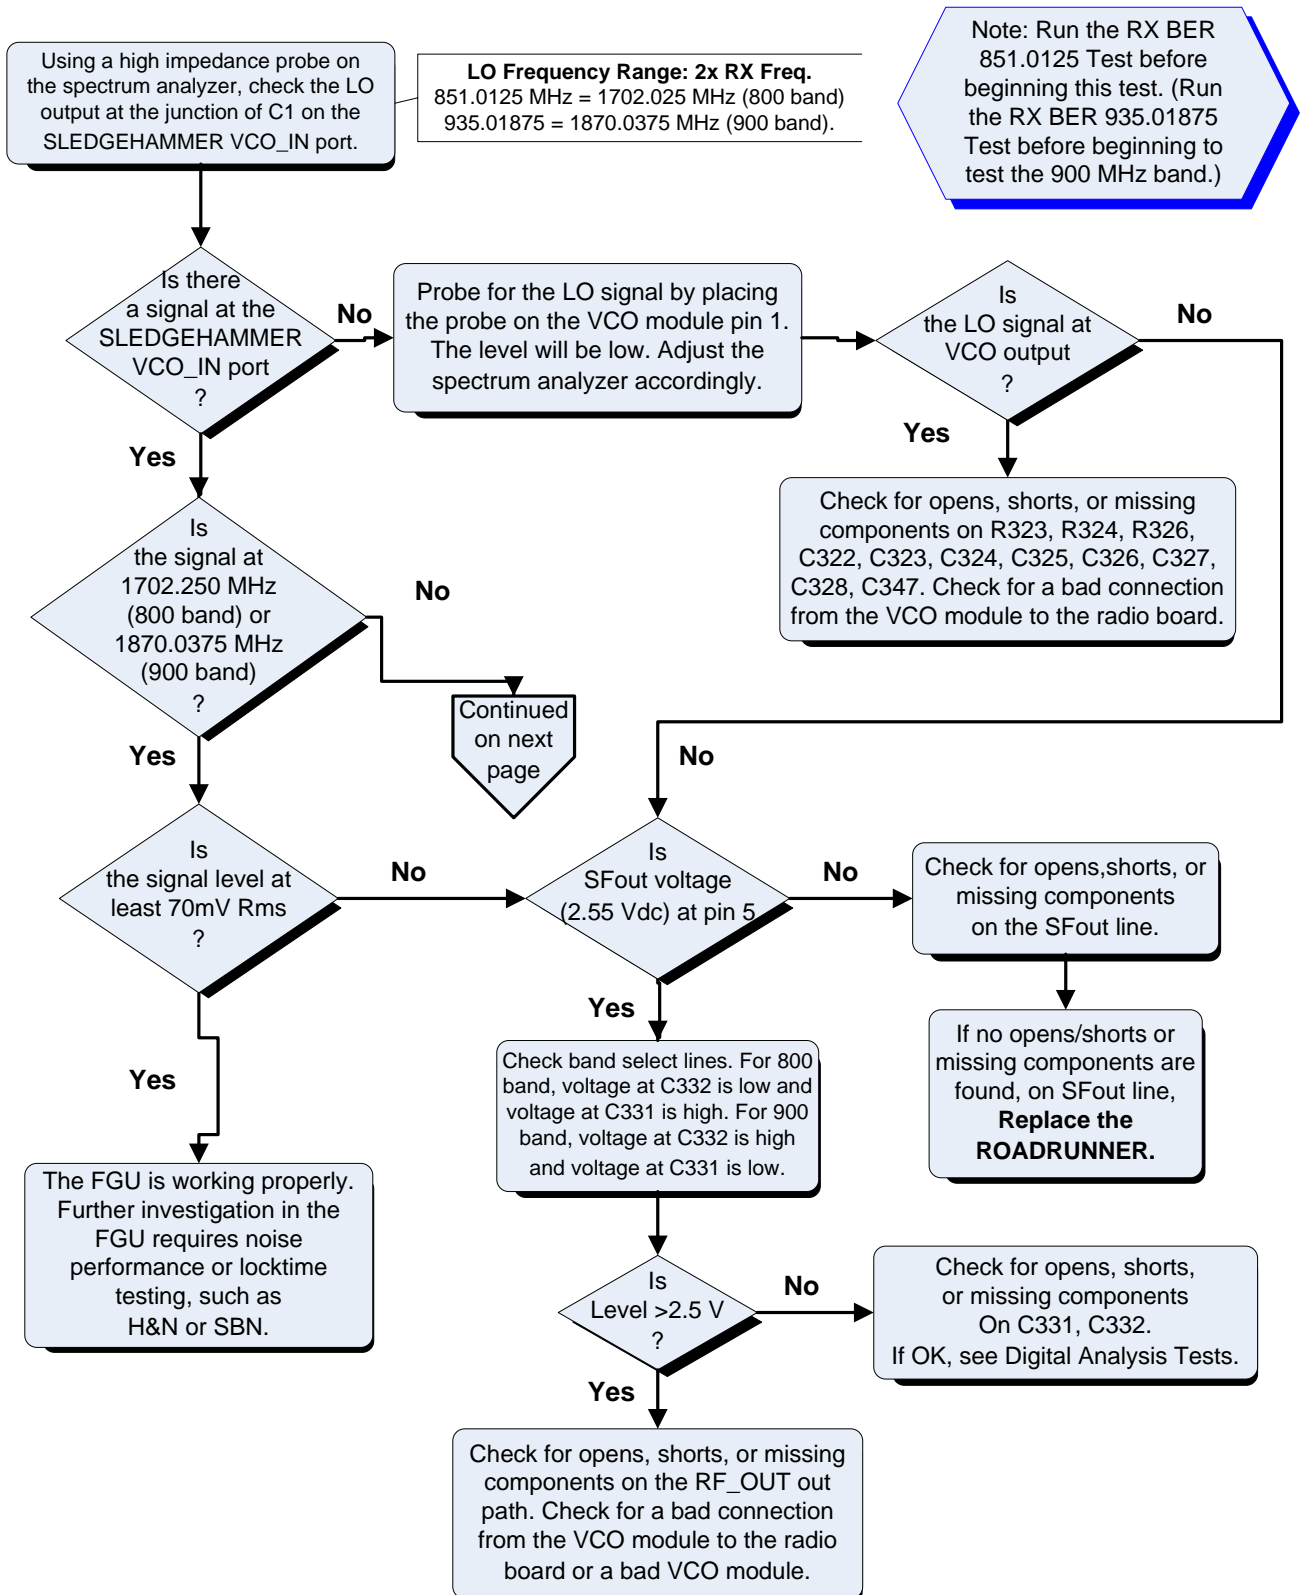 Using a high impedance probe on
the spectrum analyzer, check the LO
output at the junction of C1 on the
SLEDGEHAMMER VCO_IN port.
LO Frequency Range: 2x RX Freq.
851.0125 MHz = 1702.025 MHz (800 band)
935.01875 = 1870.0375 MHz (900 band).
Note: Run the RX BER
851.0125 Test before
beginning this test. (Run
the RX BER 935.01875
Test before beginning to
test the 900 MHz band.)
Is there
a signal at the
SLEDGEHAMMER
VCO_IN port
?
No
Probe for the LO signal by placing
the probe on the VCO module pin 1.
The level will be low. Adjust the
spectrum analyzer accordingly.
Is
the LO signal at
VCO output
?
No
Yes
Yes
Check for opens, shorts, or missing
components on R323, R324, R326,
C322, C323, C324, C325, C326, C327,
C328, C347. Check for a bad connection
from the VCO module to the radio board.
Is
the signal at
1702.250 MHz
(800 band) or
1870.0375 MHz
(900 band)
?
No
Continued
on next
page
Yes
No
Is
the signal level at
least 70mV Rms
?
No
Is
SFout voltage
(2.55 Vdc) at pin 5
No
Check for opens,shorts, or
missing components
on the SFout line.
If no opens/shorts or
missing components are
found, on SFout line,
Replace the
ROADRUNNER.
Yes
Yes
Check band select lines. For 800
band, voltage at C332 is low and
voltage at C331 is high. For 900
band, voltage at C332 is high
and voltage at C331 is low.
The FGU is working properly.
Further investigation in the
FGU requires noise
performance or locktime
testing, such as
H&N or SBN.
Is
Level >2.5 V
?
No
Check for opens, shorts,
or missing components
On C331, C332.
If OK, see Digital Analysis Tests.
Yes
Check for opens, shorts, or missing
components on the RF_OUT out
path. Check for a bad connection
from the VCO module to the radio
board or a bad VCO module.